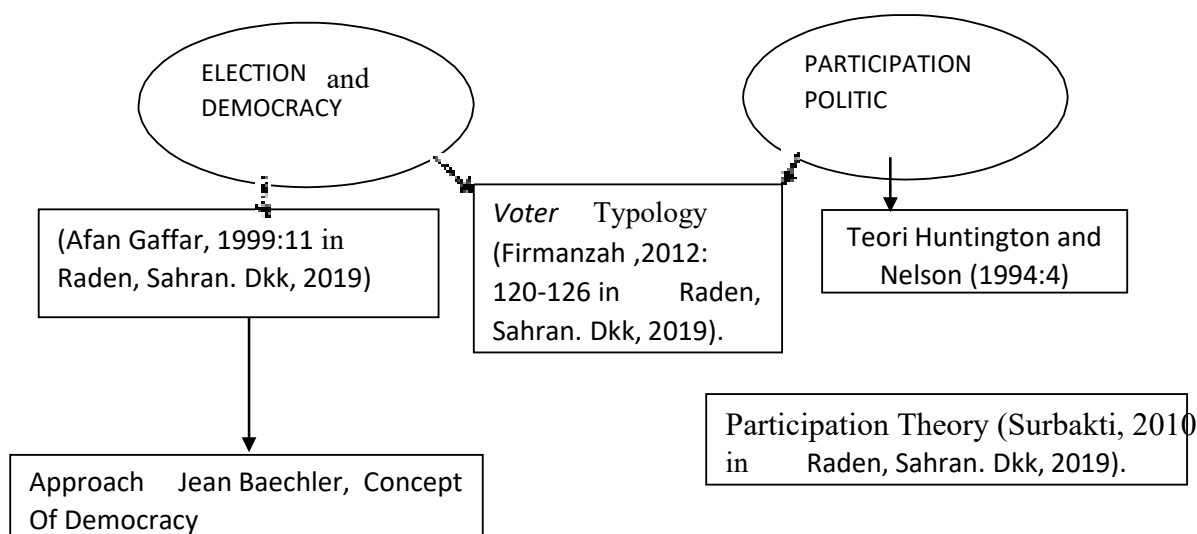 ELECTION and
DEMOCRACY
PARTICIPATION
POLITIC
(Afan Gaffar, 1999:11 in
Raden, Sahran. Dkk, 2019)
Voter Typology
(Firmanzah ,2012:
120-126 in Raden,
Sahran. Dkk, 2019).
Teori Huntington and
Nelson (1994:4)
Participation Theory (Surbakti, 2010
in Raden, Sahran. Dkk, 2019).
Approach Jean Baechler, Concept
Of Democracy